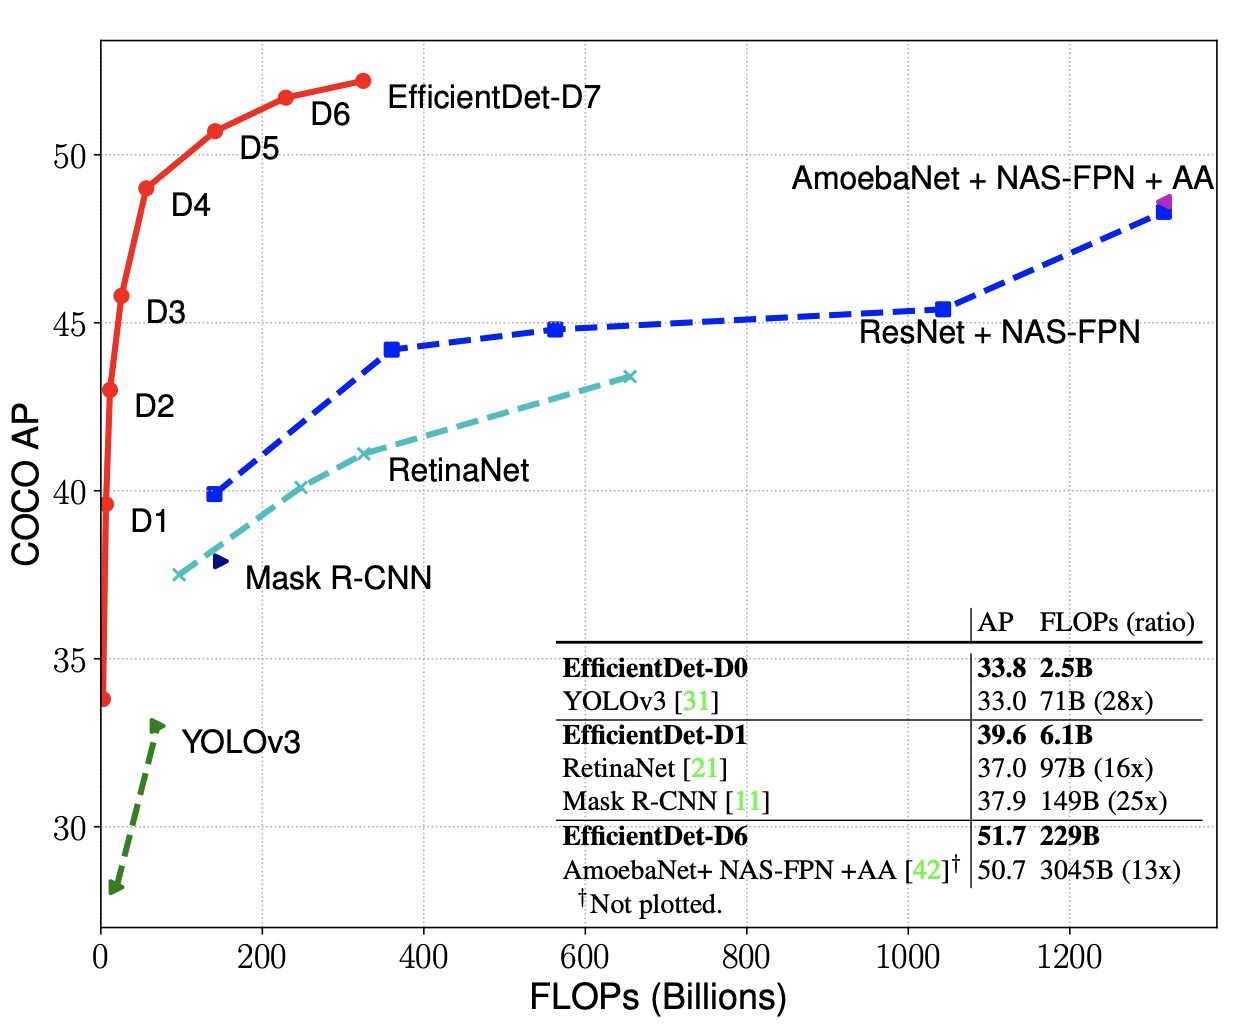 EfficientDet-D7
D6
D5
50
AmoebaNet + NAS-FPN + AA
D4
D3
45
ResNet + NAS-FPN
D2
COCO AP
RetinaNet
40
D1
Mask R-CNN
AP FLOPs (ratio)
35
EfficientDet-D0 33.8 2.5B
YOLOv3 [31] 33.0 71B (28x)
YOLOv3
EfficientDet-D1 39.6 6.1B
RetinaNet [21] 37.0 97B (16x)
Mask R-CNN [11] 37.9 149B (25x)
30
EfficientDet-D6 51.7 229B
AmoebaNet+ NAS-FPN +AA [42]† 50.7 3045B (13x)
†Not plotted.
0 200 400 600 800 1000 1200
FLOPs (Billions)